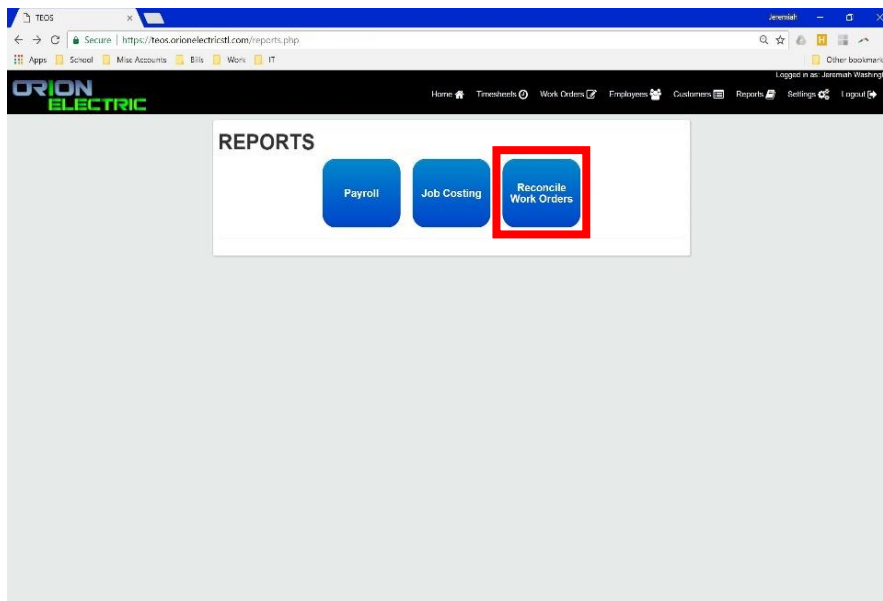 TEOS
Jeremiah
Secure | https://teos.orionelectricstl.com/reports.php
Apps School Misc Accounts Bills Work IT
Other bookmark
Logged in as: Jeremiah Washingt
ORION
ELECTRIC
Home Timesheets Work Orders Employees Customers Reports Settings Logout
REPORTS
Payroll
Job Costing
Reconcile
Work Orders